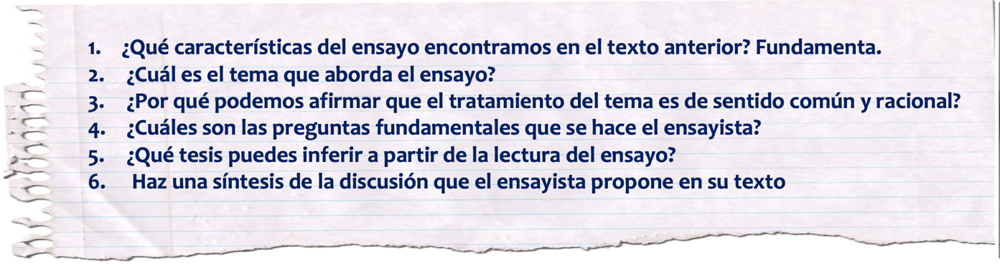 1. ¿Qué características del ensayo encontramos en el texto anterior? Fundamenta.
2. ¿Cuál es el tema que aborda el ensayo?
3. ¿Por qué podemos afirmar que el tratamiento del tema es de sentido común y racional?
4. ¿Cuáles son las preguntas fundamentales que se hace el ensayista?
5. ¿Qué tesis puedes inferir a partir de la lectura del ensayo?
6. Haz una síntesis de la discusión que el ensayista propone en su texto